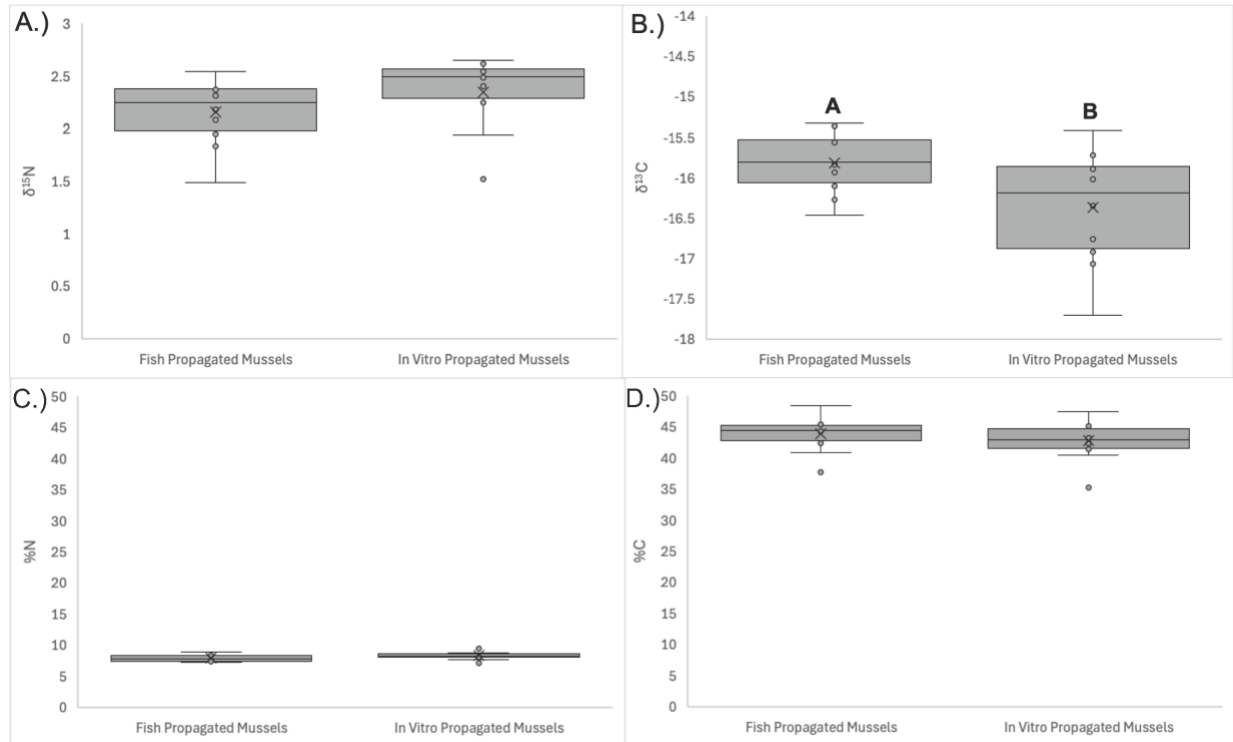 A.)
3
2.5
2
1.5
1
0.5
0
δ¹⁵N
Fish Propagated Mussels
In Vitro Propagated Mussels
B.)
-14
-14.5
-15
-15.5
-16
-16.5
-17
-17.5
-18
δ¹³C
A
B
Fish Propagated Mussels
In Vitro Propagated Mussels
C.)
50
45
40
35
30
25
20
15
10
5
0
%N
Fish Propagated Mussels
In Vitro Propagated Mussels
D.)
50
45
40
35
30
25
20
15
10
5
0
%C
Fish Propagated Mussels
In Vitro Propagated Mussels